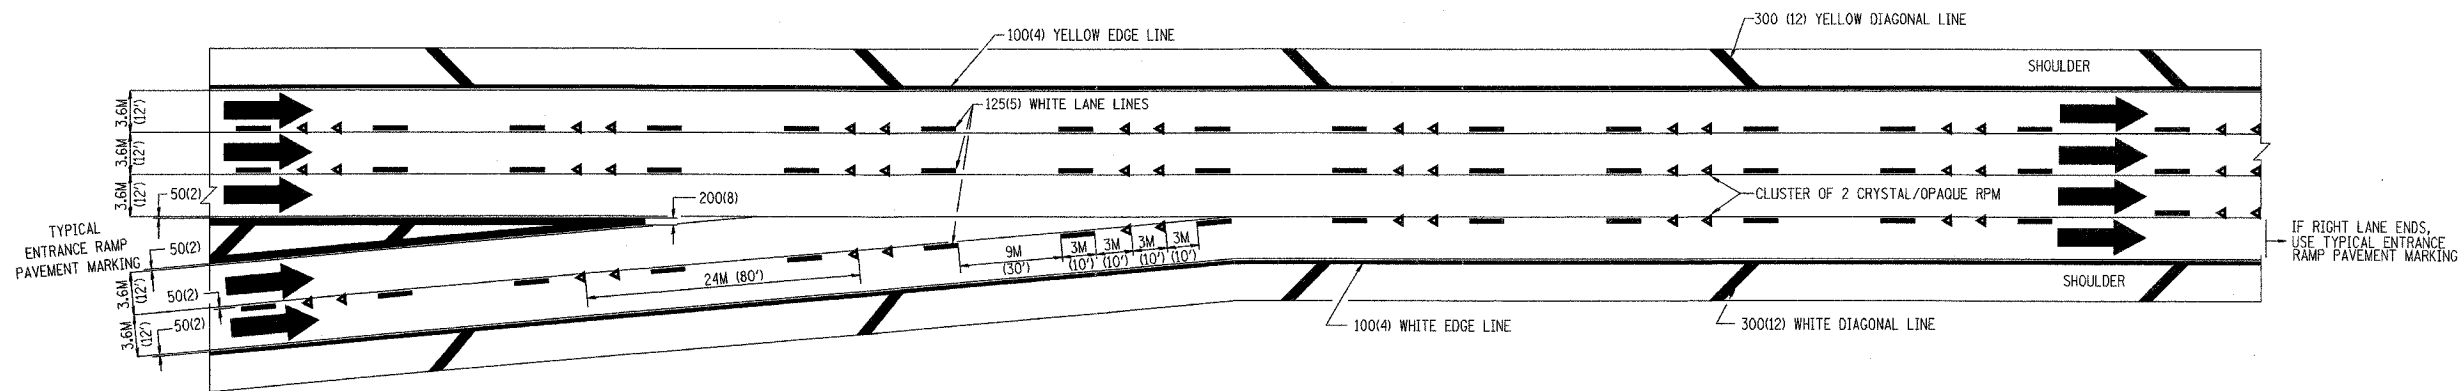 300 (12) YELLOW DIAGONAL LINE
100(4) YELLOW EDGE LINE
SHOULDER
3.6M
(12')
125(5) WHITE LANE LINES
3.6M
(12')
3.6M
(12')
50(2)
200(8)
CLUSTER OF 2 CRYSTAL/OPAQUE RPM
TYPICAL
ENTRANCE RAMP
PAVEMENT MARKING
50(2)
IF RIGHT LANE ENDS,
USE TYPICAL ENTRANCE
RAMP PAVEMENT MARKING
9M
(30')
3M
(10')
3M
(10')
3M
(10')
3M
(10')
24M (80')
3.6M
(12')
50(2)
SHOULDER
3.6M
(12')
50(2)
100(4) WHITE EDGE LINE
300(12) WHITE DIAGONAL LINE